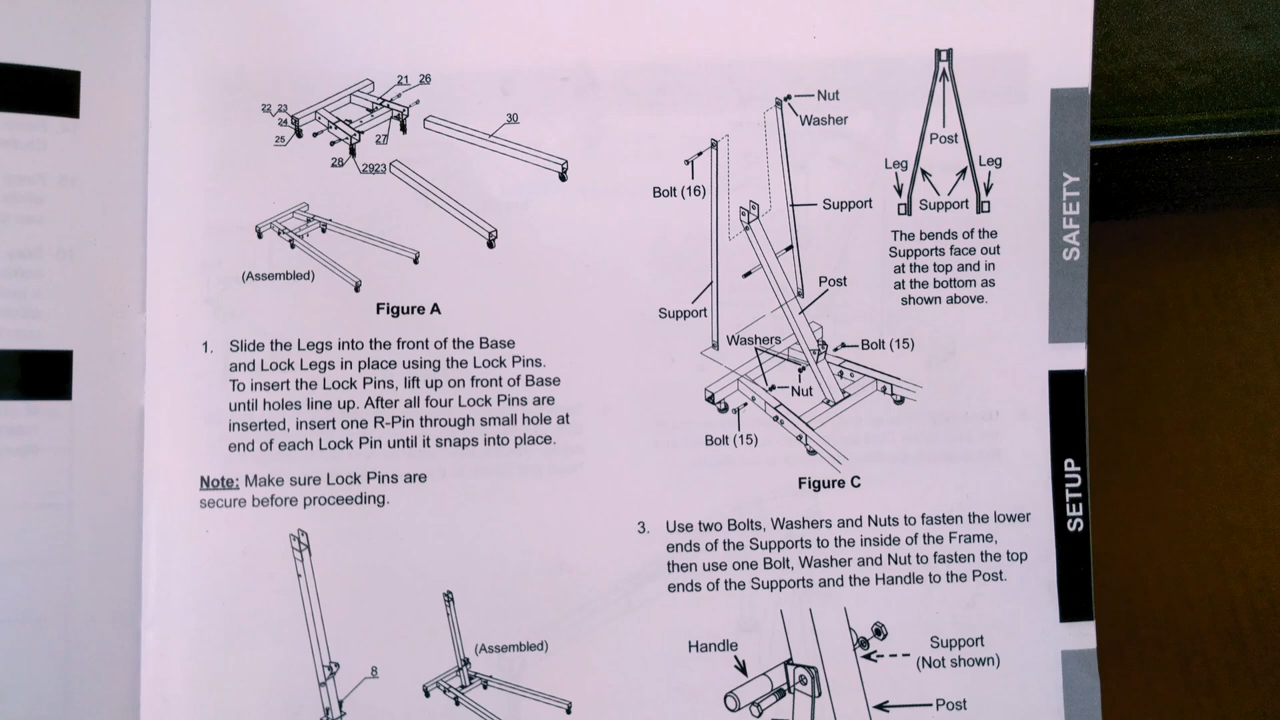 21 26
22 23
24
25
27
28
2923
30
(Assembled)
Figure A
1. Slide the Legs into the front of the Base
and Lock Legs in place using the Lock Pins.
To insert the Lock Pins, lift up on front of Base
until holes line up. After all four Lock Pins are
inserted, insert one R-Pin through small hole at
end of each Lock Pin until it snaps into place.
Note: Make sure Lock Pins are
secure before proceeding.
8
(Assembled)
Nut
Washer
Bolt (16)
Support
Post
Support
Washers
Bolt (15)
Nut
Bolt (15)
Post
Leg
Leg
Support
The bends of the
Supports face out
at the top and in
at the bottom as
shown above.
Figure C
3. Use two Bolts, Washers and Nuts to fasten the lower
ends of the Supports to the inside of the Frame,
then use one Bolt, Washer and Nut to fasten the top
ends of the Supports and the Handle to the Post.
Handle
Support
(Not shown)
Post
SAFETY
SETUP